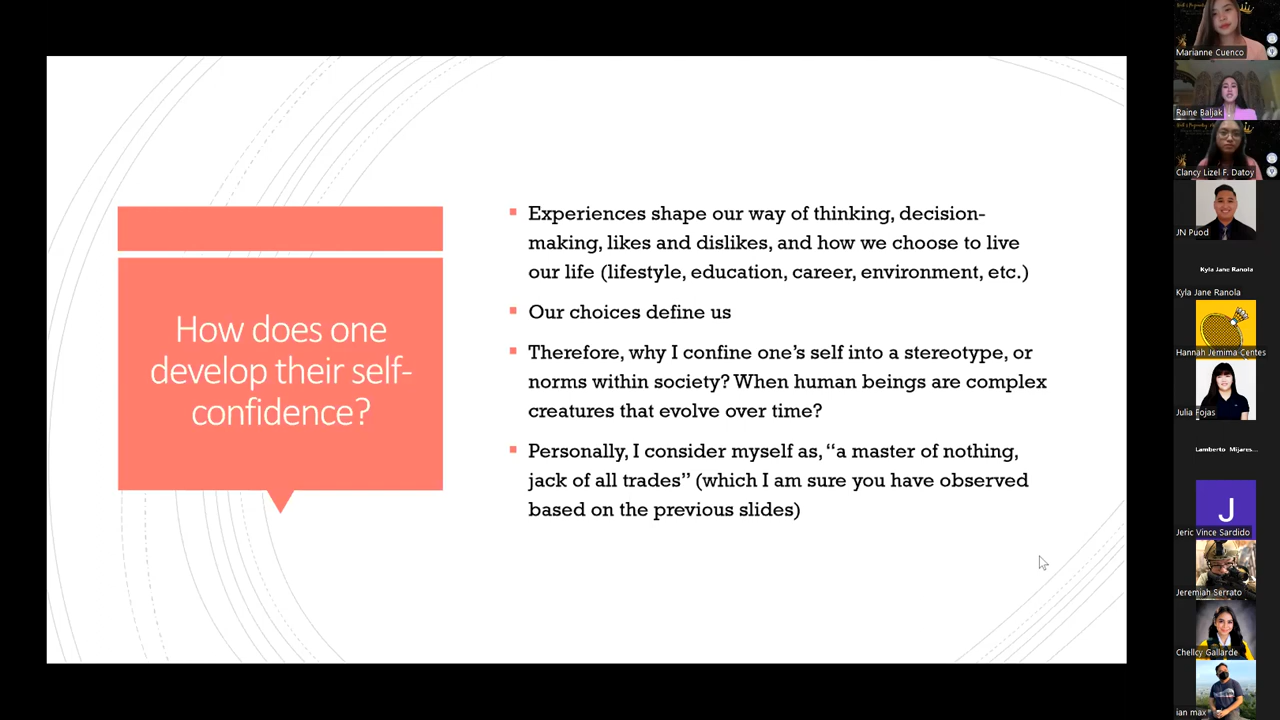 How does one
develop their self-
confidence?
Experiences shape our way of thinking, decision-
making, likes and dislikes, and how we choose to live
our life (lifestyle, education, career, environment, etc.)
Our choices define us
Therefore, why I confine one’s self into a stereotype, or
norms within society? When human beings are complex
creatures that evolve over time?
Personally, I consider myself as, “a master of nothing,
jack of all trades” (which I am sure you have observed
based on the previous slides)
Marianne Cuenco
Raine Baljak
Clancy Lizel F. Datoy
JN Puod
Kyla Jane Ranola
Kyla Jane Ranola
Hannah Jemima Centes
Julia Fojas
Lamberto Mijares...
J
Jeric Vince Sardido
Jeremiah Serrato
Chellcy Gallarde
ian max